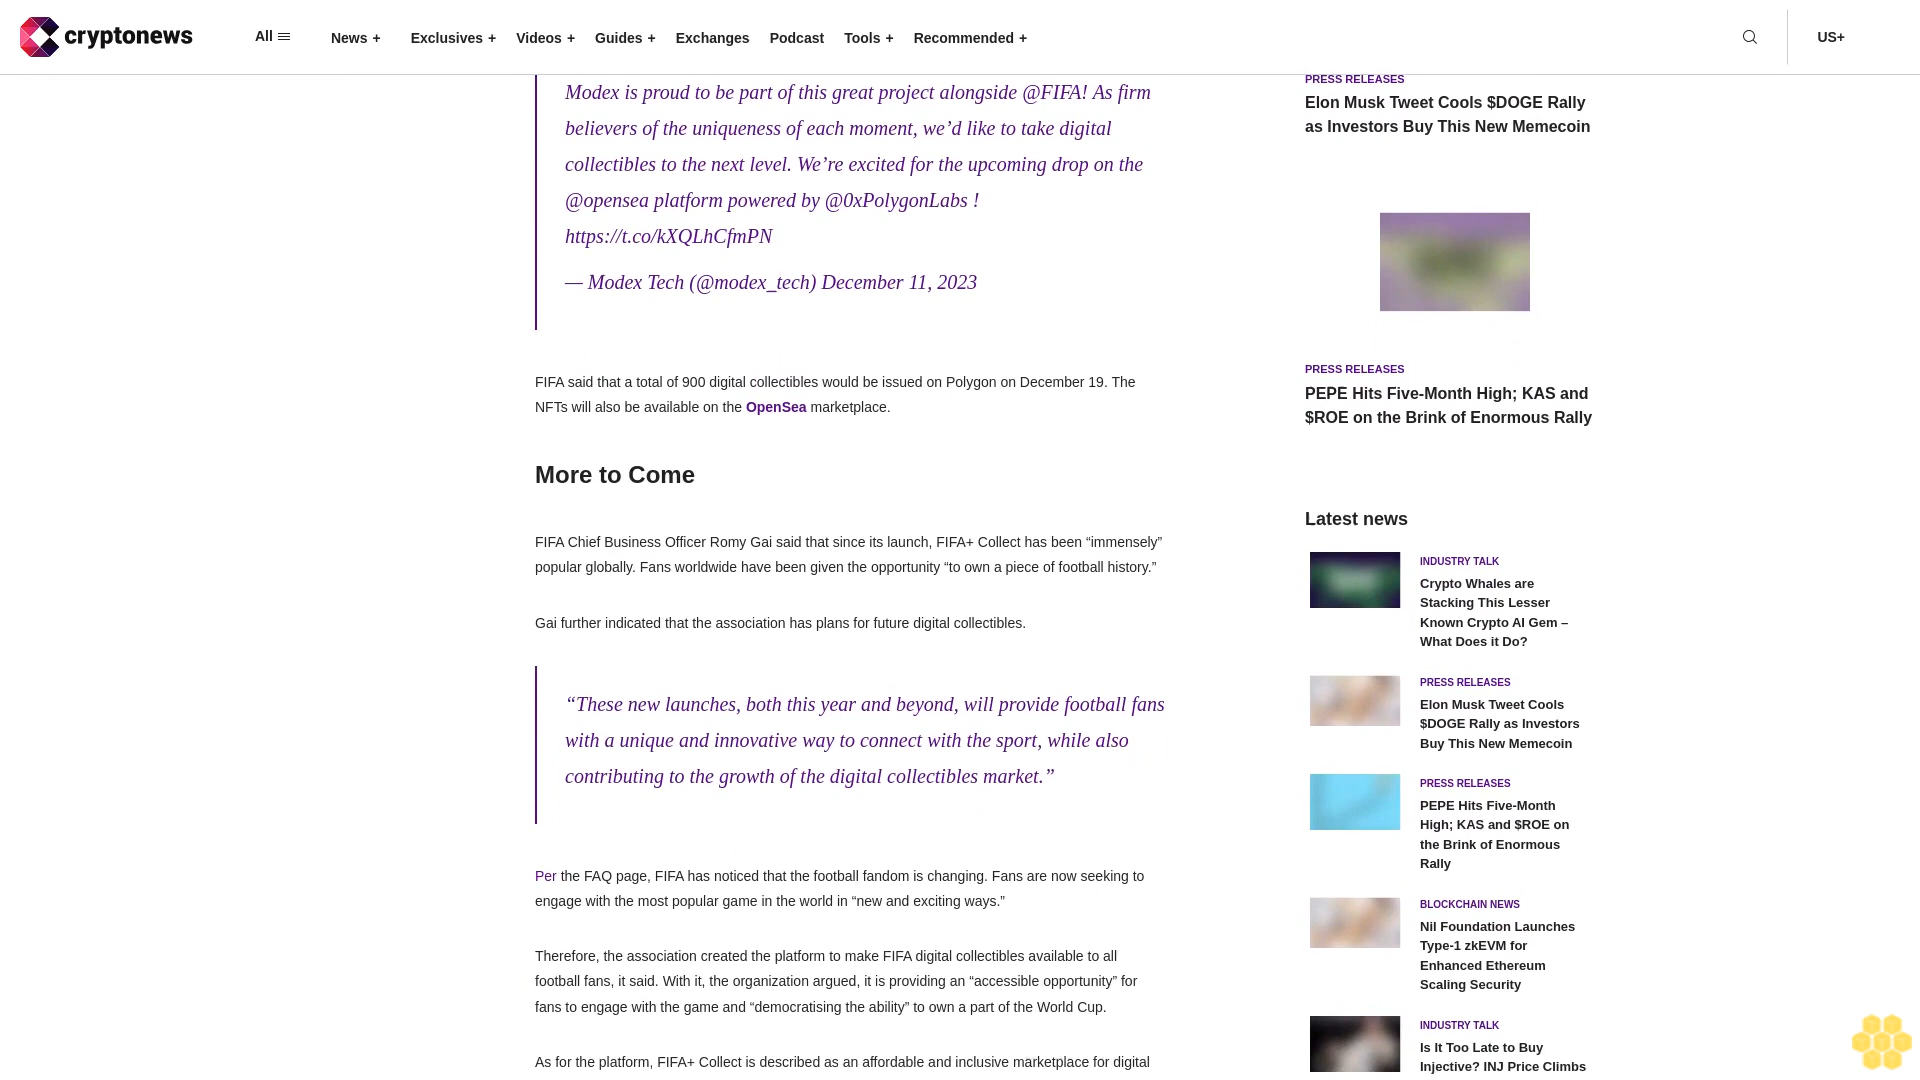 cryptonews
All
News +
Exclusives +
Videos +
Guides +
Exchanges
Podcast
Tools +
Recommended +
US+
Modex is proud to be part of this great project alongside @FIFA! As firm
believers of the uniqueness of each moment, we’d like to take digital
collectibles to the next level. We’re excited for the upcoming drop on the
@opensea platform powered by @0xPolygonLabs !
https://t.co/kXQLhCfmPN
— Modex Tech (@modex_tech) December 11, 2023
FIFA said that a total of 900 digital collectibles would be issued on Polygon on December 19. The
NFTs will also be available on the OpenSea marketplace.
More to Come
FIFA Chief Business Officer Romy Gai said that since its launch, FIFA+ Collect has been “immensely”
popular globally. Fans worldwide have been given the opportunity “to own a piece of football history.”
Gai further indicated that the association has plans for future digital collectibles.
“These new launches, both this year and beyond, will provide football fans
with a unique and innovative way to connect with the sport, while also
contributing to the growth of the digital collectibles market.”
Per the FAQ page, FIFA has noticed that the football fandom is changing. Fans are now seeking to
engage with the most popular game in the world in “new and exciting ways.”
Therefore, the association created the platform to make FIFA digital collectibles available to all
football fans, it said. With it, the organization argued, it is providing an “accessible opportunity” for
fans to engage with the game and “democratising the ability” to own a part of the World Cup.
As for the platform, FIFA+ Collect is described as an affordable and inclusive marketplace for digital
PRESS RELEASES
Elon Musk Tweet Cools $DOGE Rally
as Investors Buy This New Memecoin
PRESS RELEASES
PEPE Hits Five-Month High; KAS and
$ROE on the Brink of Enormous Rally
Latest news
INDUSTRY TALK
Crypto Whales are
Stacking This Lesser
Known Crypto AI Gem –
What Does it Do?
PRESS RELEASES
Elon Musk Tweet Cools
$DOGE Rally as Investors
Buy This New Memecoin
PRESS RELEASES
PEPE Hits Five-Month
High; KAS and $ROE on
the Brink of Enormous
Rally
BLOCKCHAIN NEWS
Nil Foundation Launches
Type-1 zkEVM for
Enhanced Ethereum
Scaling Security
INDUSTRY TALK
Is It Too Late to Buy
Injective? INJ Price Climbs